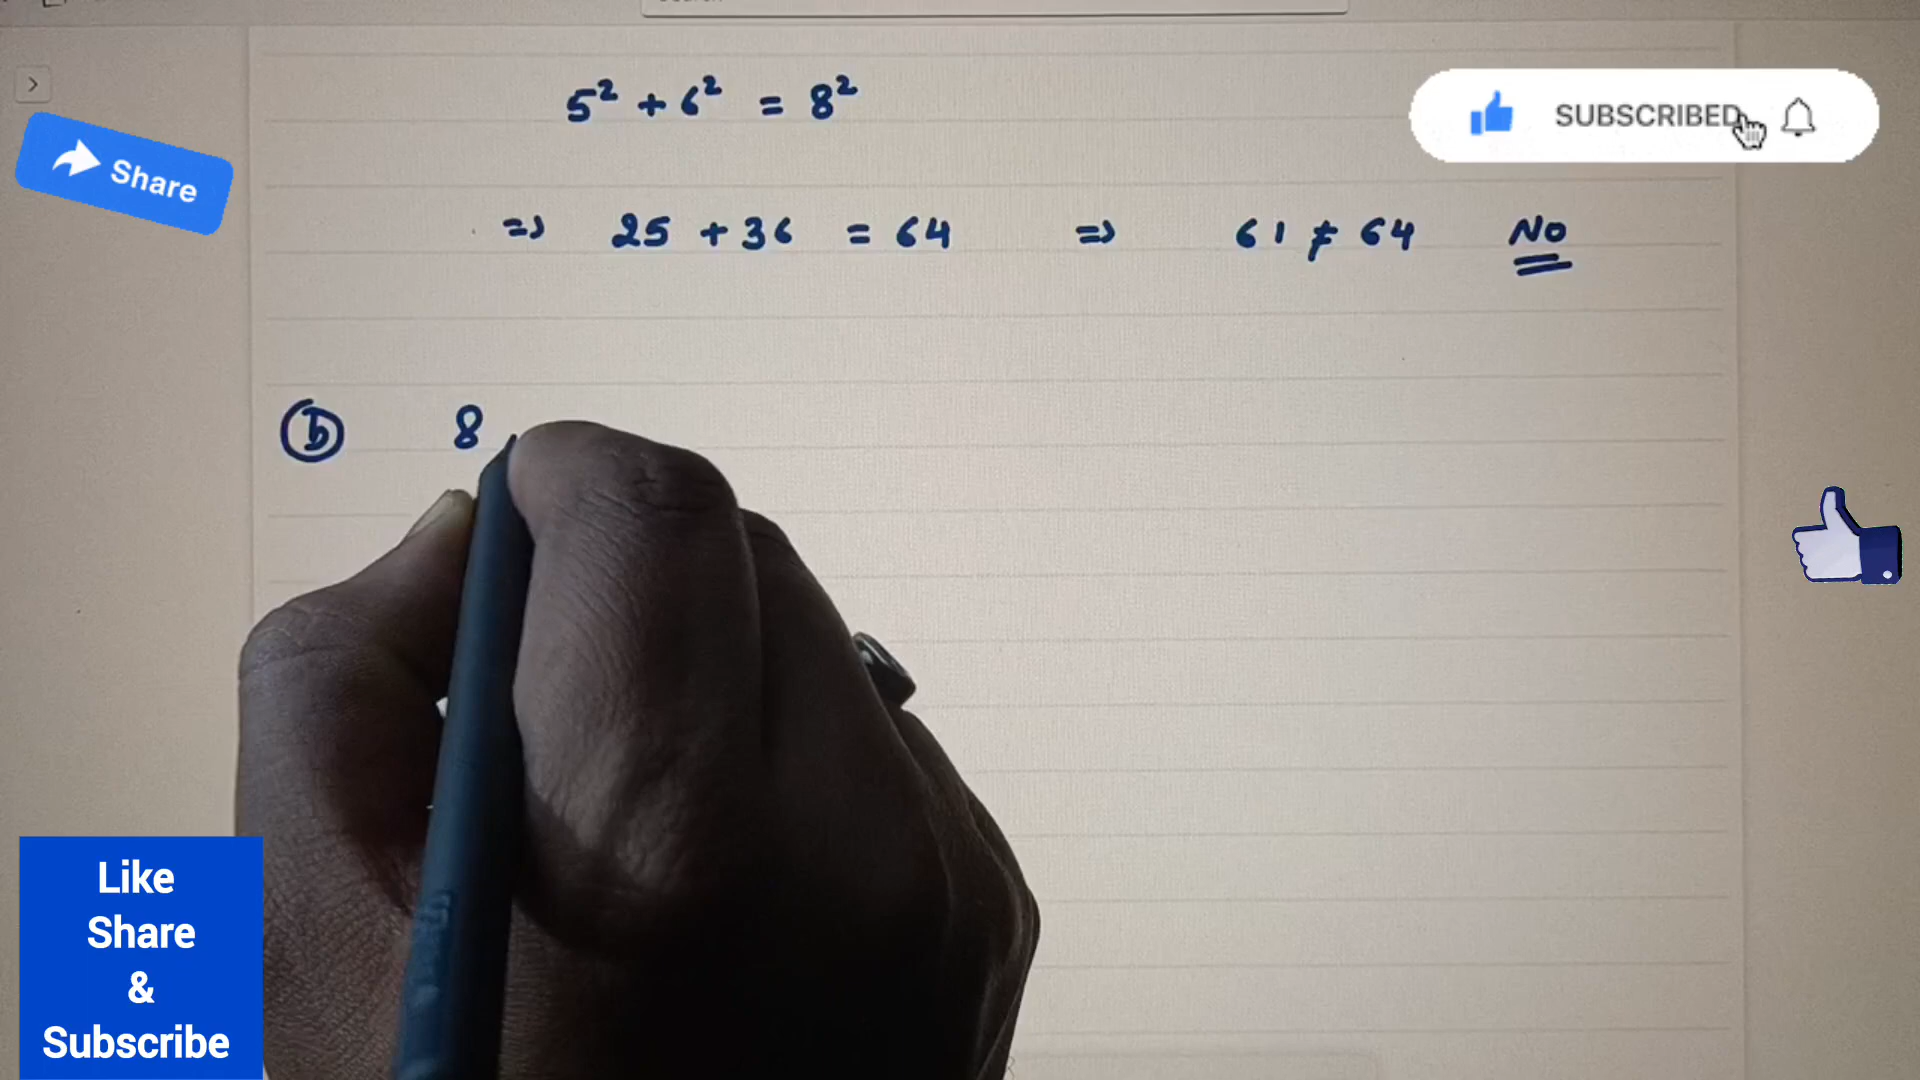 5² + 6² = 8²
Share
SUBSCRIBED
⇒ 25 + 36 = 64 ⇒ 61 ≠ 64 No
ⓑ 8
Like
Share
&
Subscribe